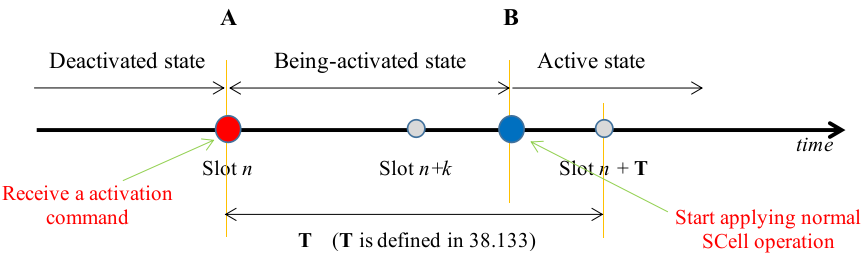 A
B
Deactivated state
Being-activated state
Active state
time
Slot n
Slot n+k
Slot n + T
Receive a activation
command
Start applying normal
SCell operation
T (T is defined in 38.133)